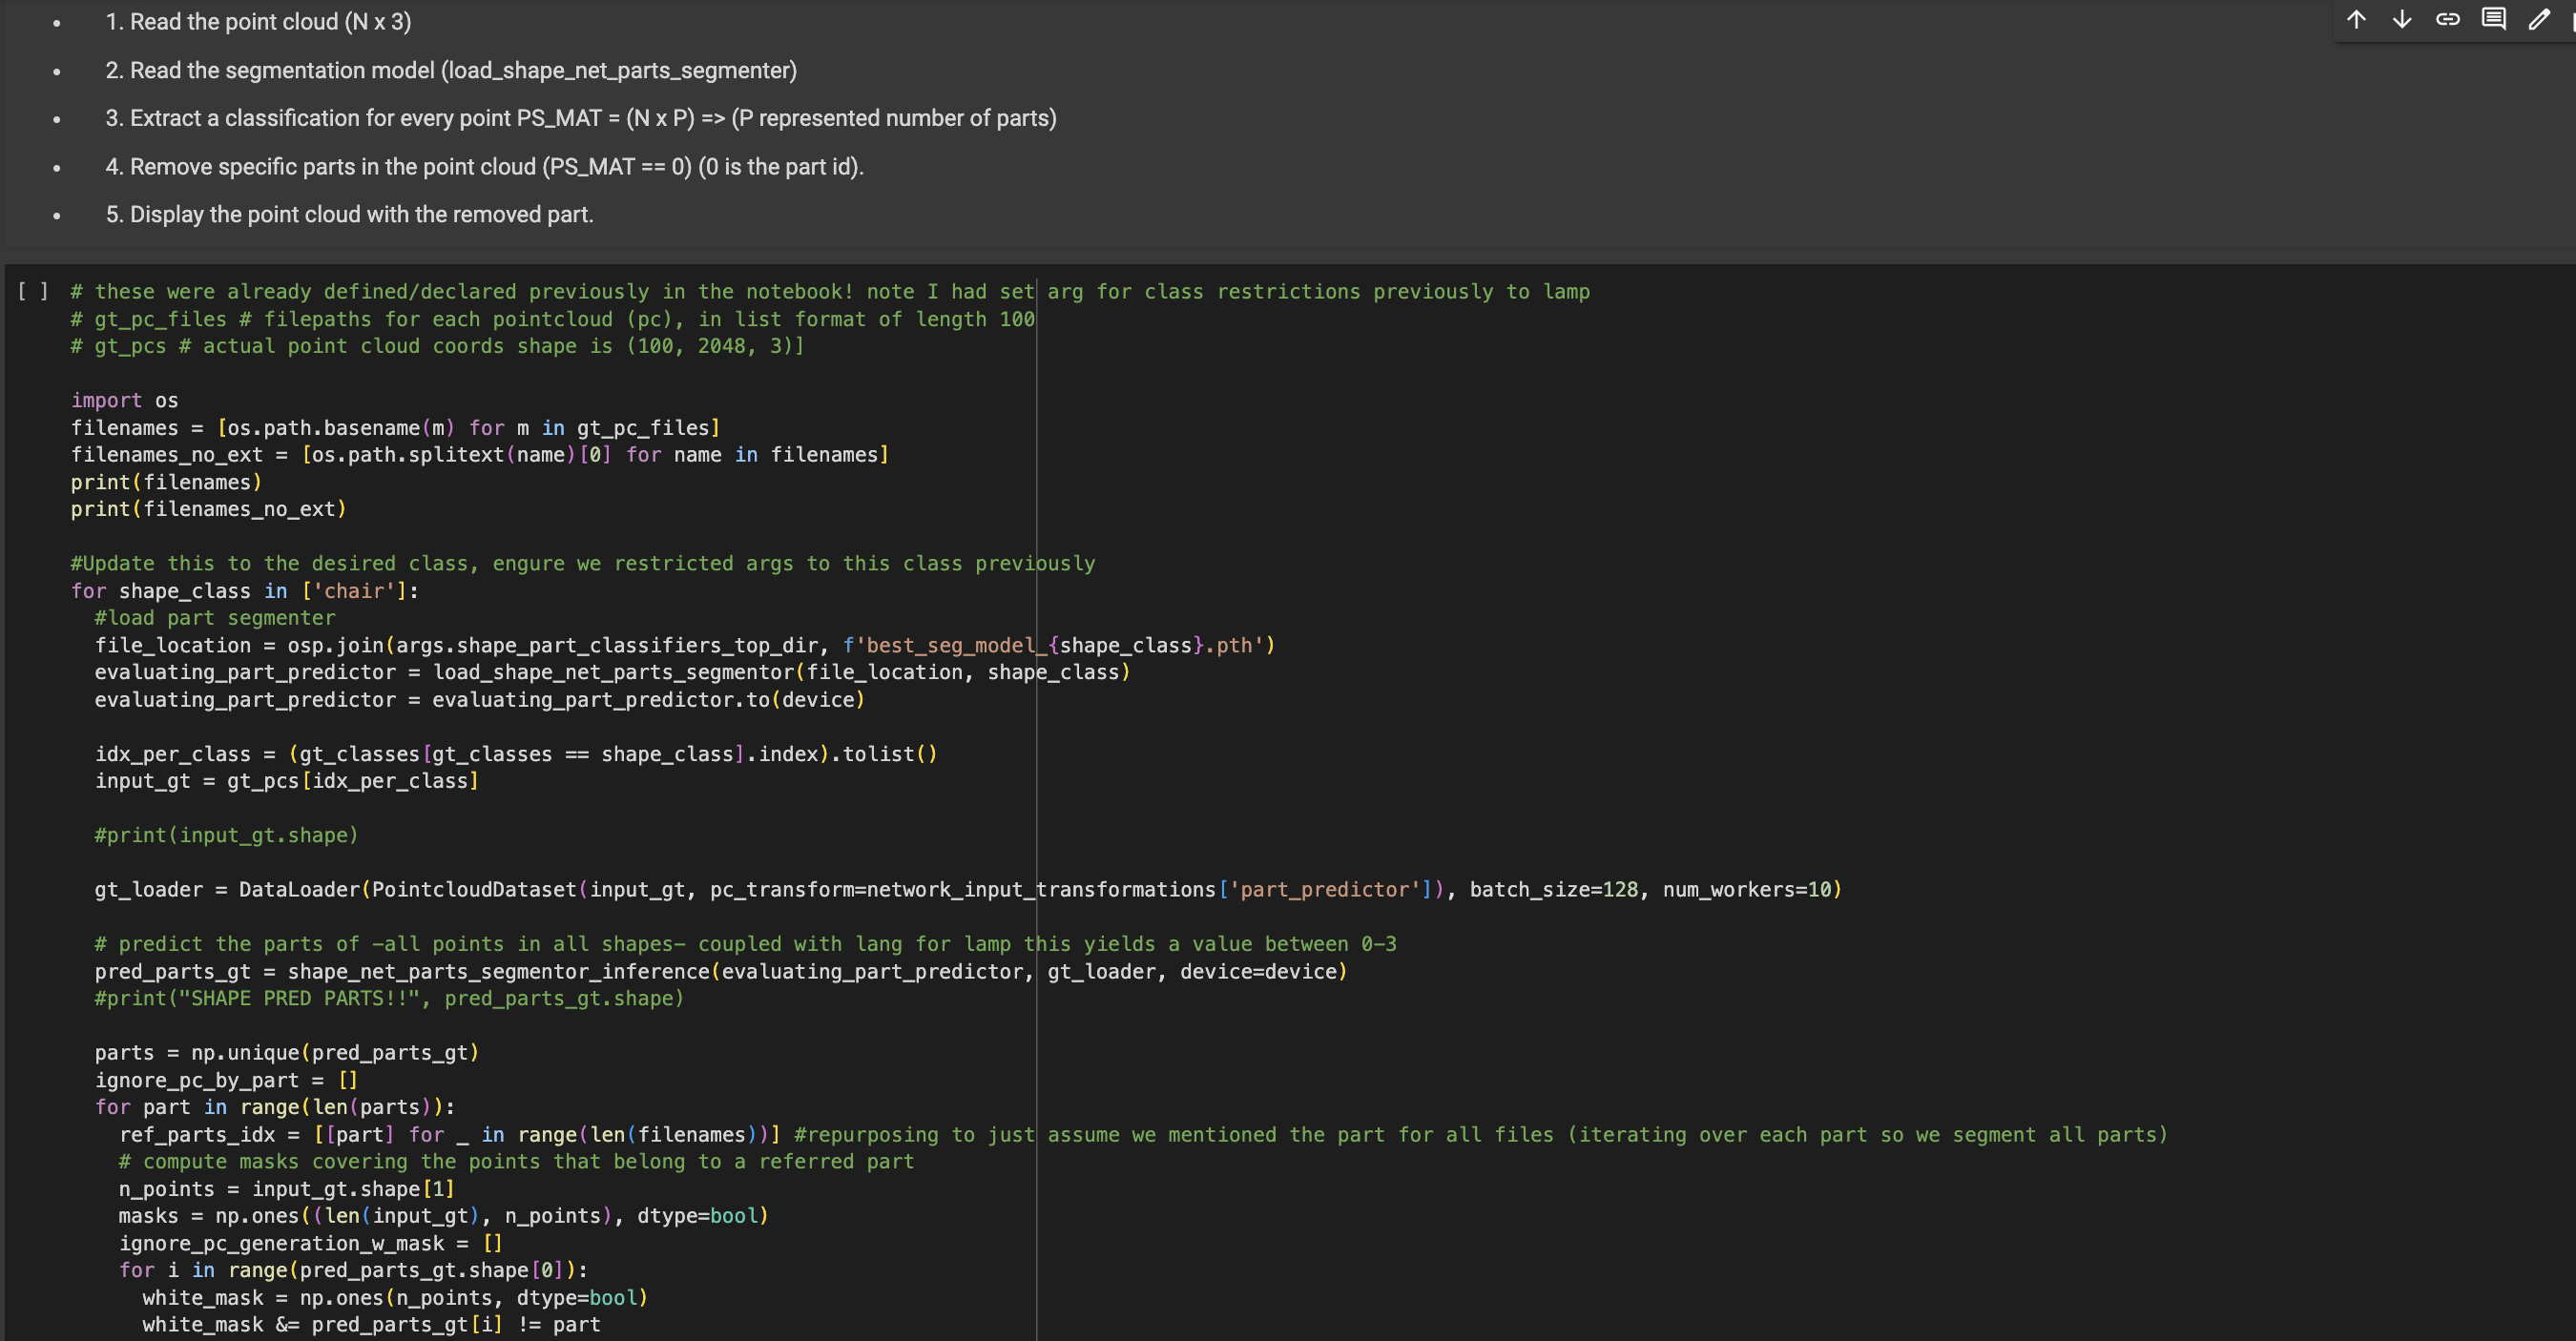 • 1. Read the point cloud (N x 3)
• 2. Read the segmentation model (load_shape_net_parts_segmenter)
• 3. Extract a classification for every point PS_MAT = (N x P) => (P represented number of parts)
• 4. Remove specific parts in the point cloud (PS_MAT == 0) (0 is the part id).
• 5. Display the point cloud with the removed part.
[ ] # these were already defined/declared previously in the notebook! note I had set arg for class restrictions previously to lamp
# gt_pc_files # filepaths for each pointcloud (pc), in list format of length 100
# gt_pcs # actual point cloud coords shape is (100, 2048, 3)]
import os
filenames = [os.path.basename(m) for m in gt_pc_files]
filenames_no_ext = [os.path.splitext(name)[0] for name in filenames]
print(filenames)
print(filenames_no_ext)
#Update this to the desired class, engure we restricted args to this class previously
for shape_class in ['chair']:
  #load part segmenter
  file_location = osp.join(args.shape_part_classifiers_top_dir, f'best_seg_model_{shape_class}.pth')
  evaluating_part_predictor = load_shape_net_parts_segmentor(file_location, shape_class)
  evaluating_part_predictor = evaluating_part_predictor.to(device)
  idx_per_class = (gt_classes[gt_classes == shape_class].index).tolist()
  input_gt = gt_pcs[idx_per_class]
  #print(input_gt.shape)
  gt_loader = DataLoader(PointcloudDataset(input_gt, pc_transform=network_input_transformations['part_predictor']), batch_size=128, num_workers=10)
  # predict the parts of -all points in all shapes- coupled with lang for lamp this yields a value between 0-3
  pred_parts_gt = shape_net_parts_segmentor_inference(evaluating_part_predictor, gt_loader, device=device)
  #print("SHAPE PRED PARTS!!", pred_parts_gt.shape)
  parts = np.unique(pred_parts_gt)
  ignore_pc_by_part = []
  for part in range(len(parts)):
    ref_parts_idx = [[part] for _ in range(len(filenames))] #repurposing to just assume we mentioned the part for all files (iterating over each part so we segment all parts)
    # compute masks covering the points that belong to a referred part
    n_points = input_gt.shape[1]
    masks = np.ones((len(input_gt), n_points), dtype=bool)
    ignore_pc_generation_w_mask = []
    for i in range(pred_parts_gt.shape[0]):
      white_mask = np.ones(n_points, dtype=bool)
      white_mask &= pred_parts_gt[i] != part